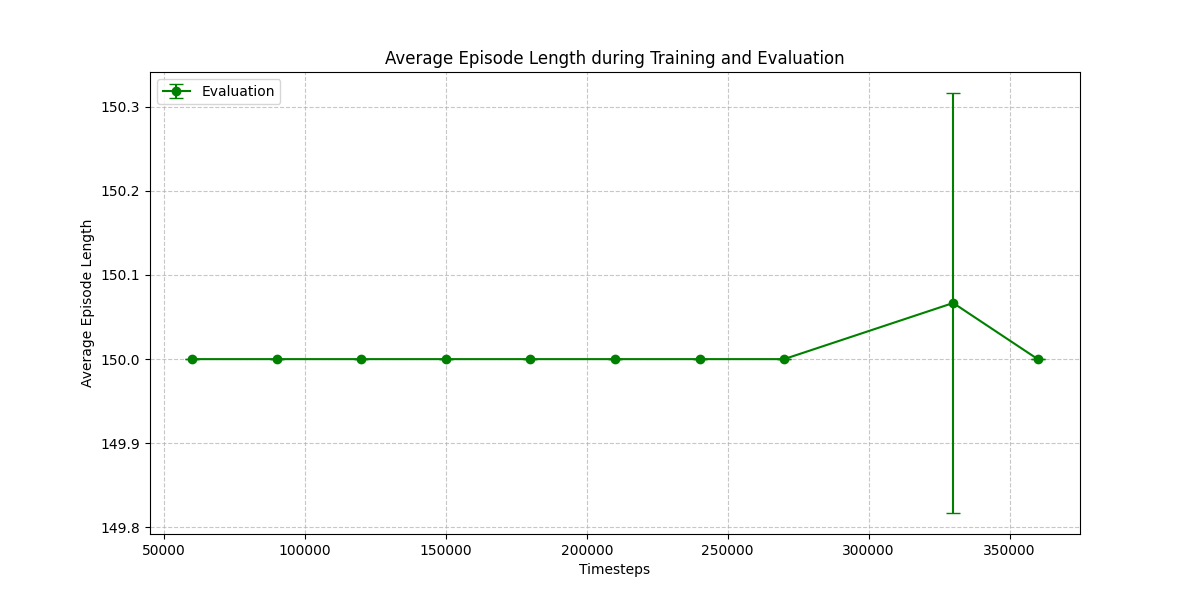 Average Episode Length during Training and Evaluation
Evaluation
Average Episode Length
150.3
150.2
150.1
150.0
149.9
149.8
50000 100000 150000 200000 250000 300000 350000
Timesteps